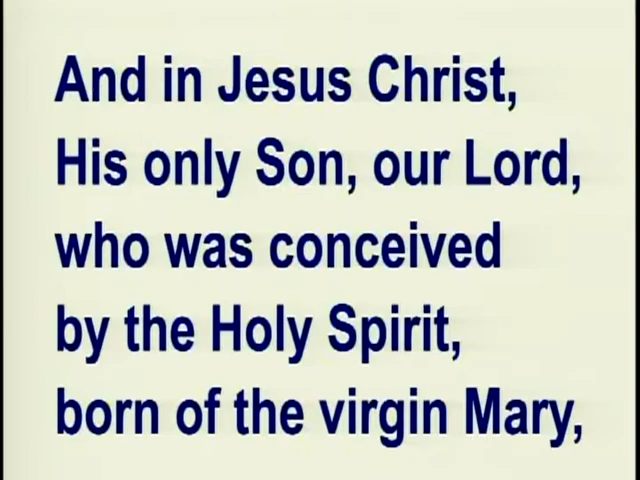 And in Jesus Christ,
His only Son, our Lord,
who was conceived
by the Holy Spirit,
born of the virgin Mary,